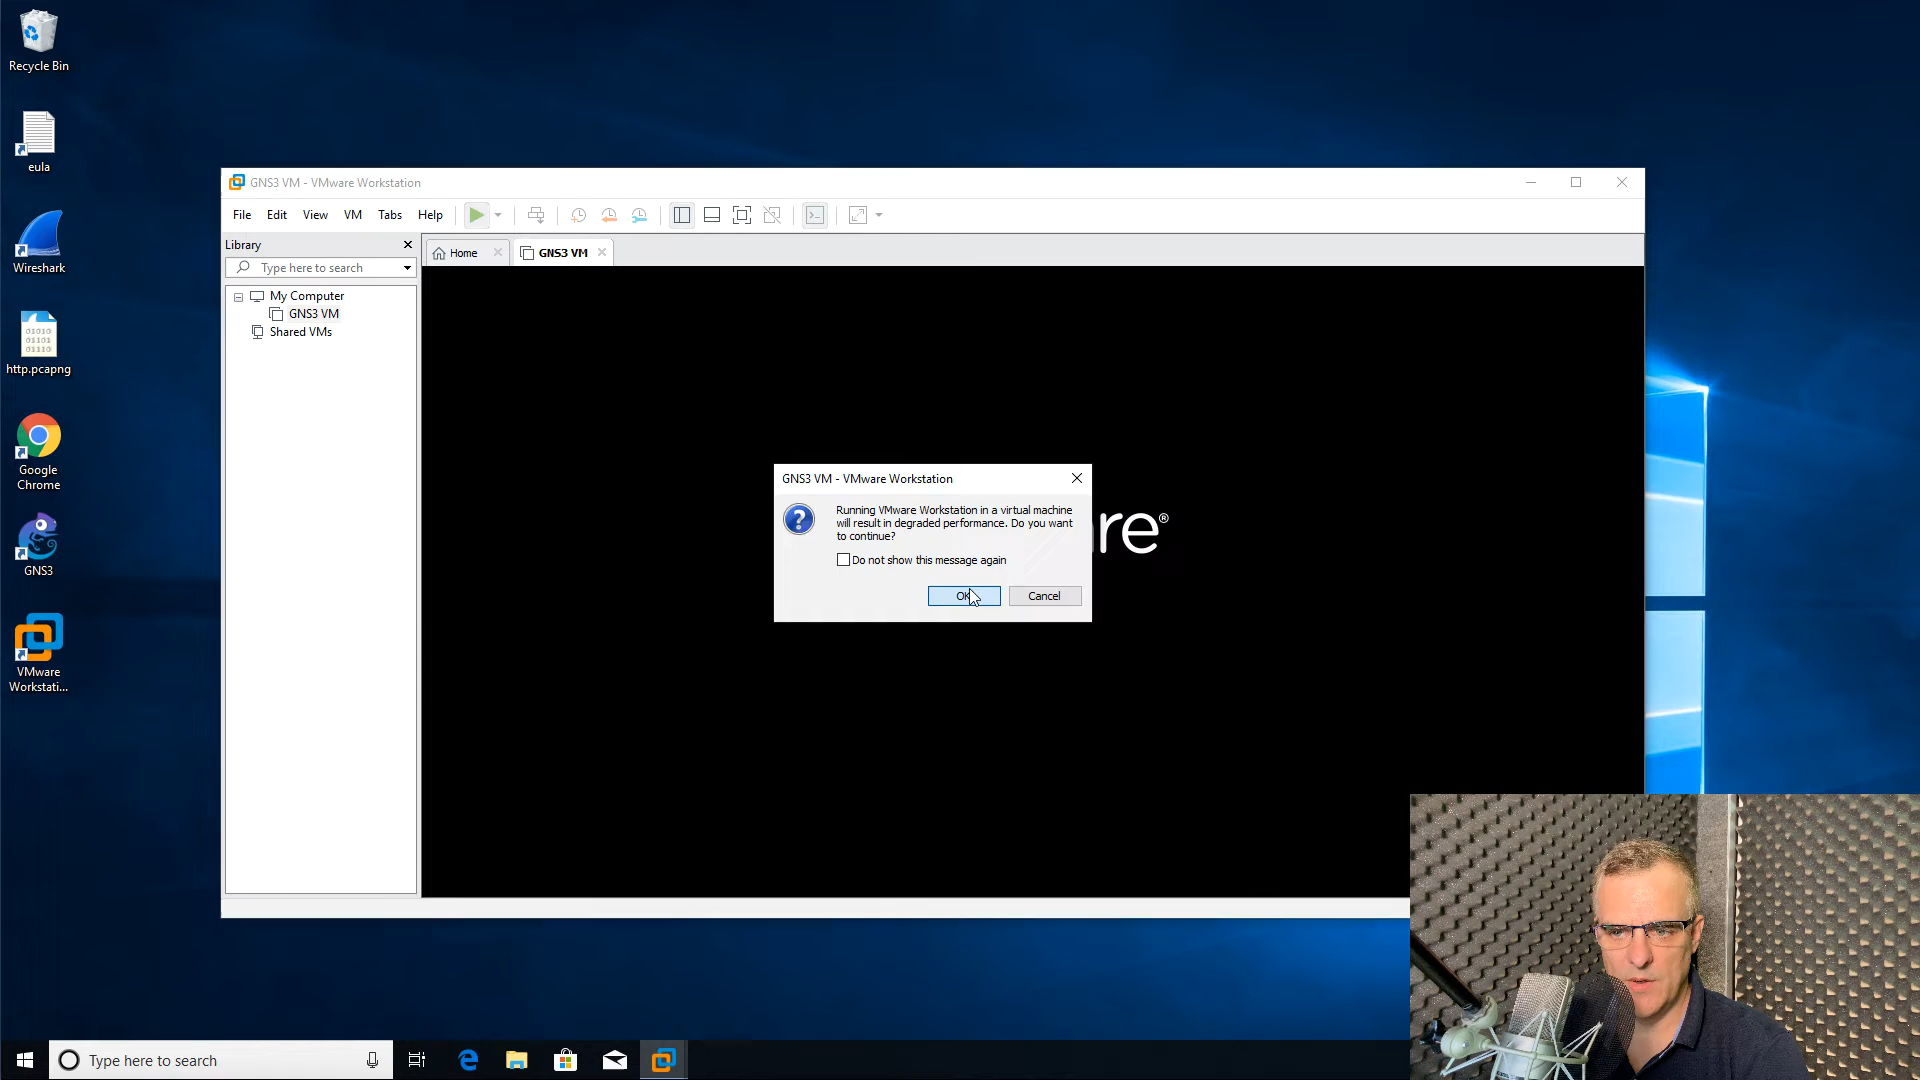 Recycle Bin
eula
Wireshark
01010
01101
01110
http.pcapng
Google
Chrome
GNS3
VMware
Workstati...
GNS3 VM - VMware Workstation
File Edit View VM Tabs Help
Library
Type here to search
My Computer
GNS3 VM
Shared VMs
Home
GNS3 VM
GNS3 VM - VMware Workstation
Running VMware Workstation in a virtual machine
will result in degraded performance. Do you want
to continue?
Do not show this message again
OK
Cancel
re®
Type here to search